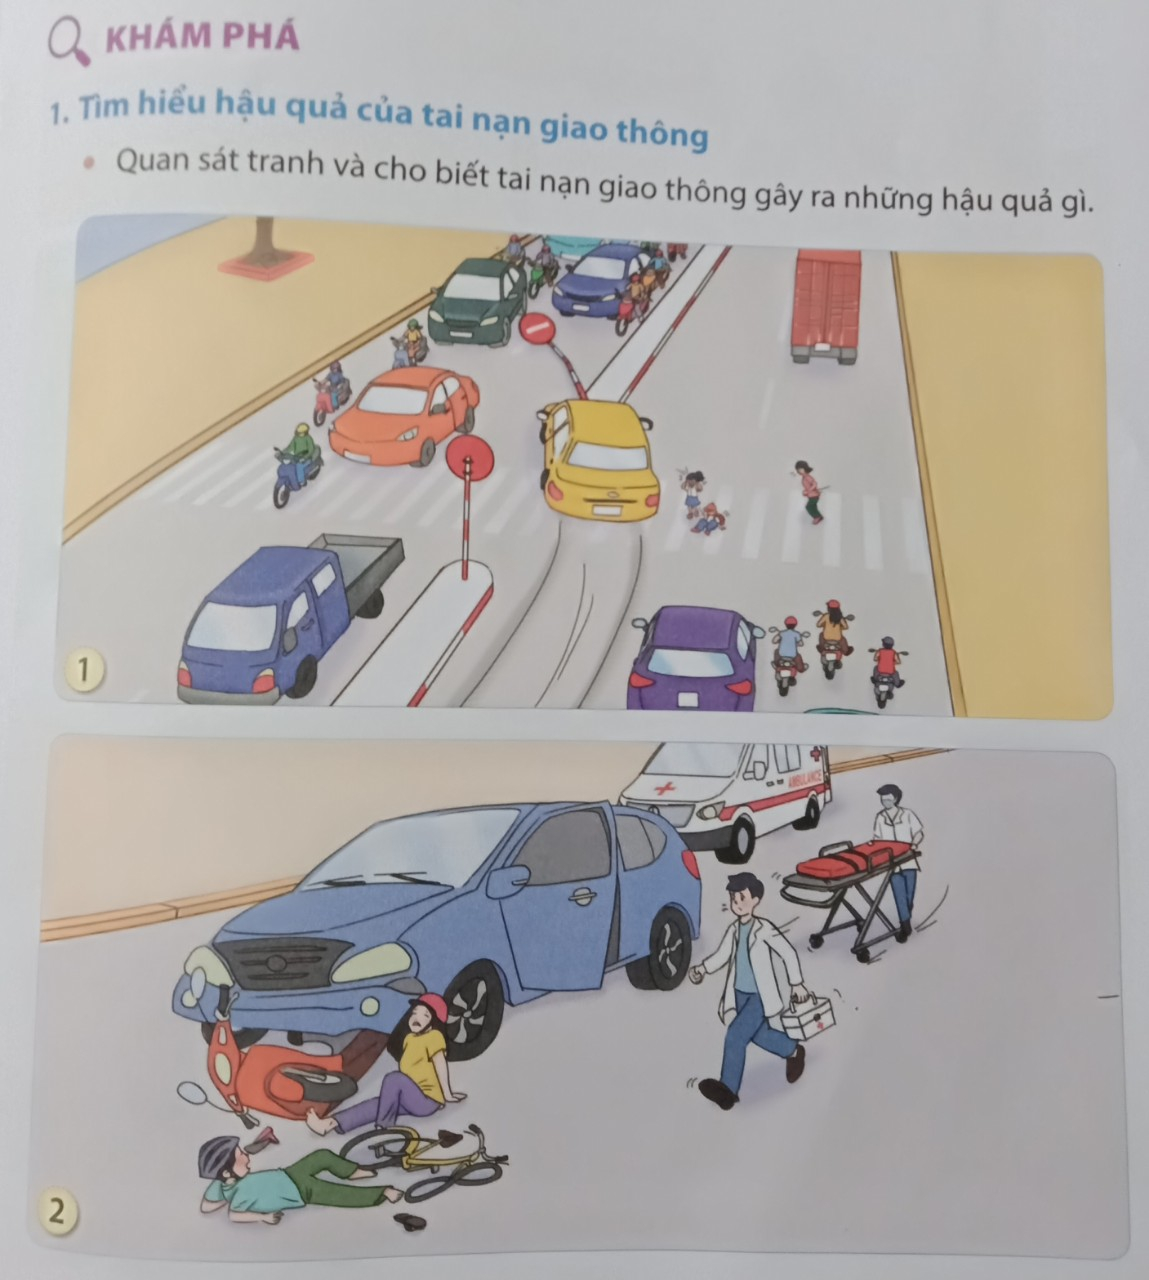 KHÁM PHÁ
1. Tìm hiểu hậu quả của tai nạn giao thông
• Quan sát tranh và cho biết tai nạn giao thông gây ra những hậu quả gì.
1
AMBULANCE
2